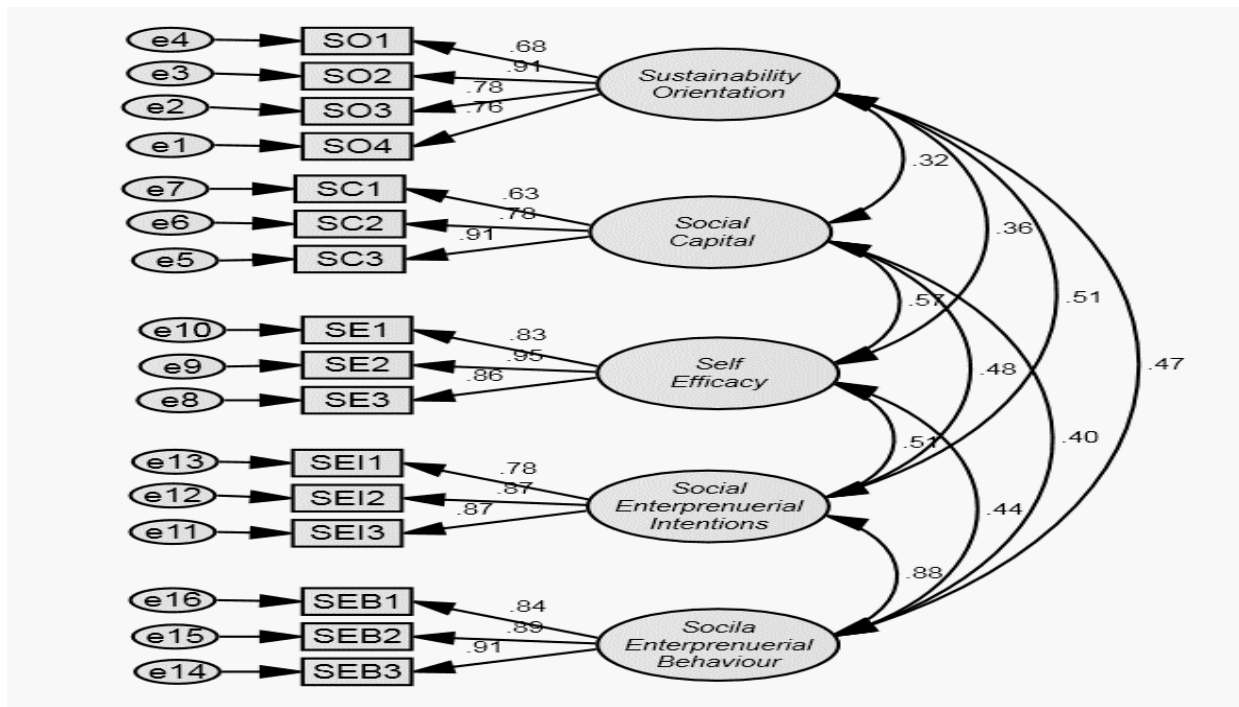 e4 SO1 .68
e3 SO2 .91
e2 SO3 .78
e1 SO4 .76
Sustainability
Orientation
e7 SC1 .63
e6 SC2 .78
e5 SC3 .91
Social
Capital
e10 SE1 .83
e9 SE2 .95
e8 SE3 .86
Self
Efficacy
e13 SEI1 .78
e12 SEI2 .87
e11 SEI3 .87
Social
Enterprenuerial
Intentions
e16 SEB1 .84
e15 SEB2 .89
e14 SEB3 .91
Socila
Enterprenuerial
Behaviour
.32
.36
.57
.51
.48
.47
.51
.40
.44
.88